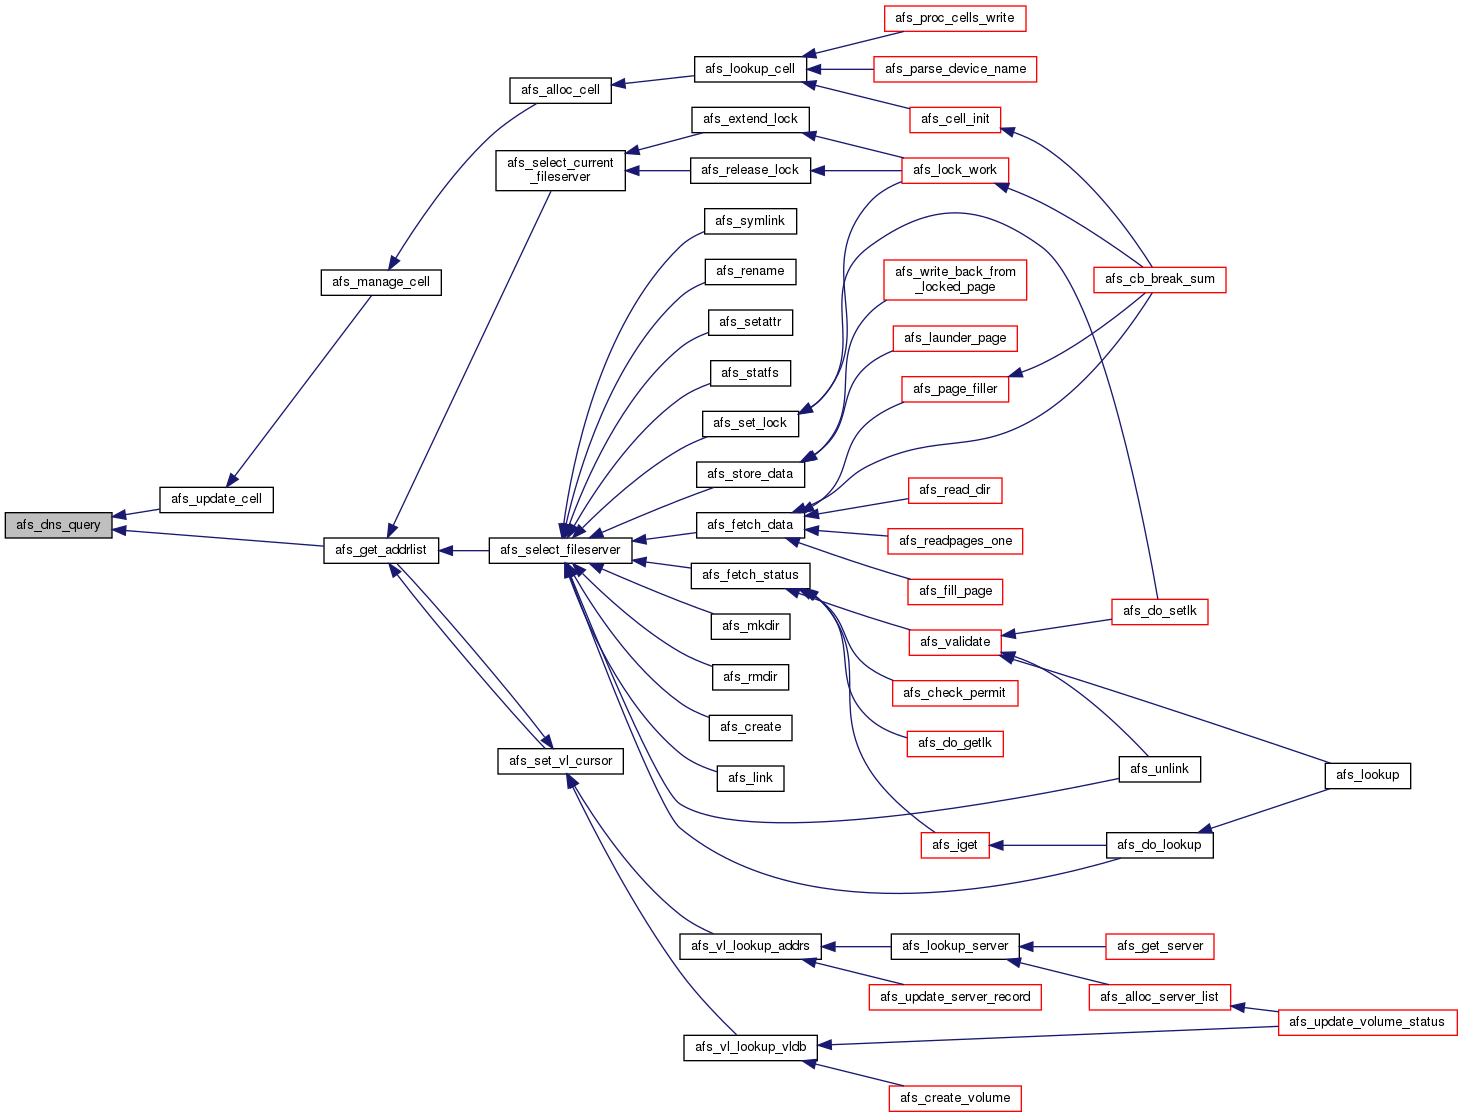 afs_proc_cells_write
afs_lookup_cell
afs_parse_device_name
afs_alloc_cell
afs_extend_lock
afs_cell_init
afs_select_current
_fileserver
afs_release_lock
afs_lock_work
afs_symlink
afs_rename
afs_write_back_from
_locked_page
afs_manage_cell
afs_cb_break_sum
afs_setattr
afs_launder_page
afs_statfs
afs_page_filler
afs_set_lock
afs_store_data
afs_read_dir
afs_update_cell
afs_dns_query
afs_fetch_data
afs_readpages_one
afs_get_addrlist
afs_select_fileserver
afs_fetch_status
afs_fill_page
afs_do_setlk
afs_mkdir
afs_validate
afs_rmdir
afs_check_permit
afs_create
afs_do_getlk
afs_set_vl_cursor
afs_link
afs_unlink
afs_lookup
afs_iget
afs_do_lookup
afs_vl_lookup_addrs
afs_lookup_server
afs_get_server
afs_update_server_record
afs_alloc_server_list
afs_update_volume_status
afs_vl_lookup_vldb
afs_create_volume